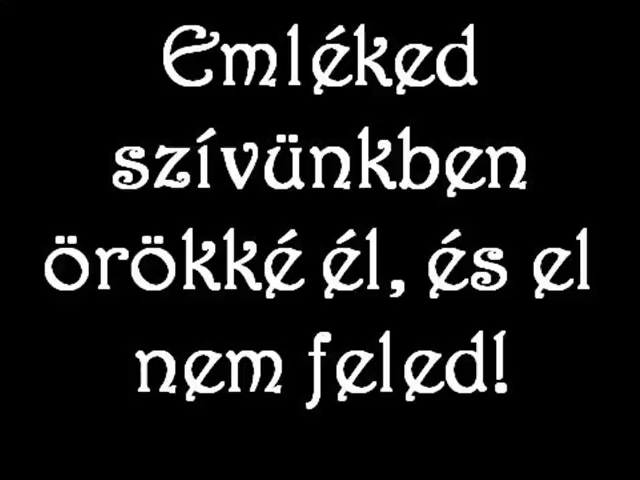 Emléked
szívünkben
örökké él, és el
nem feled!